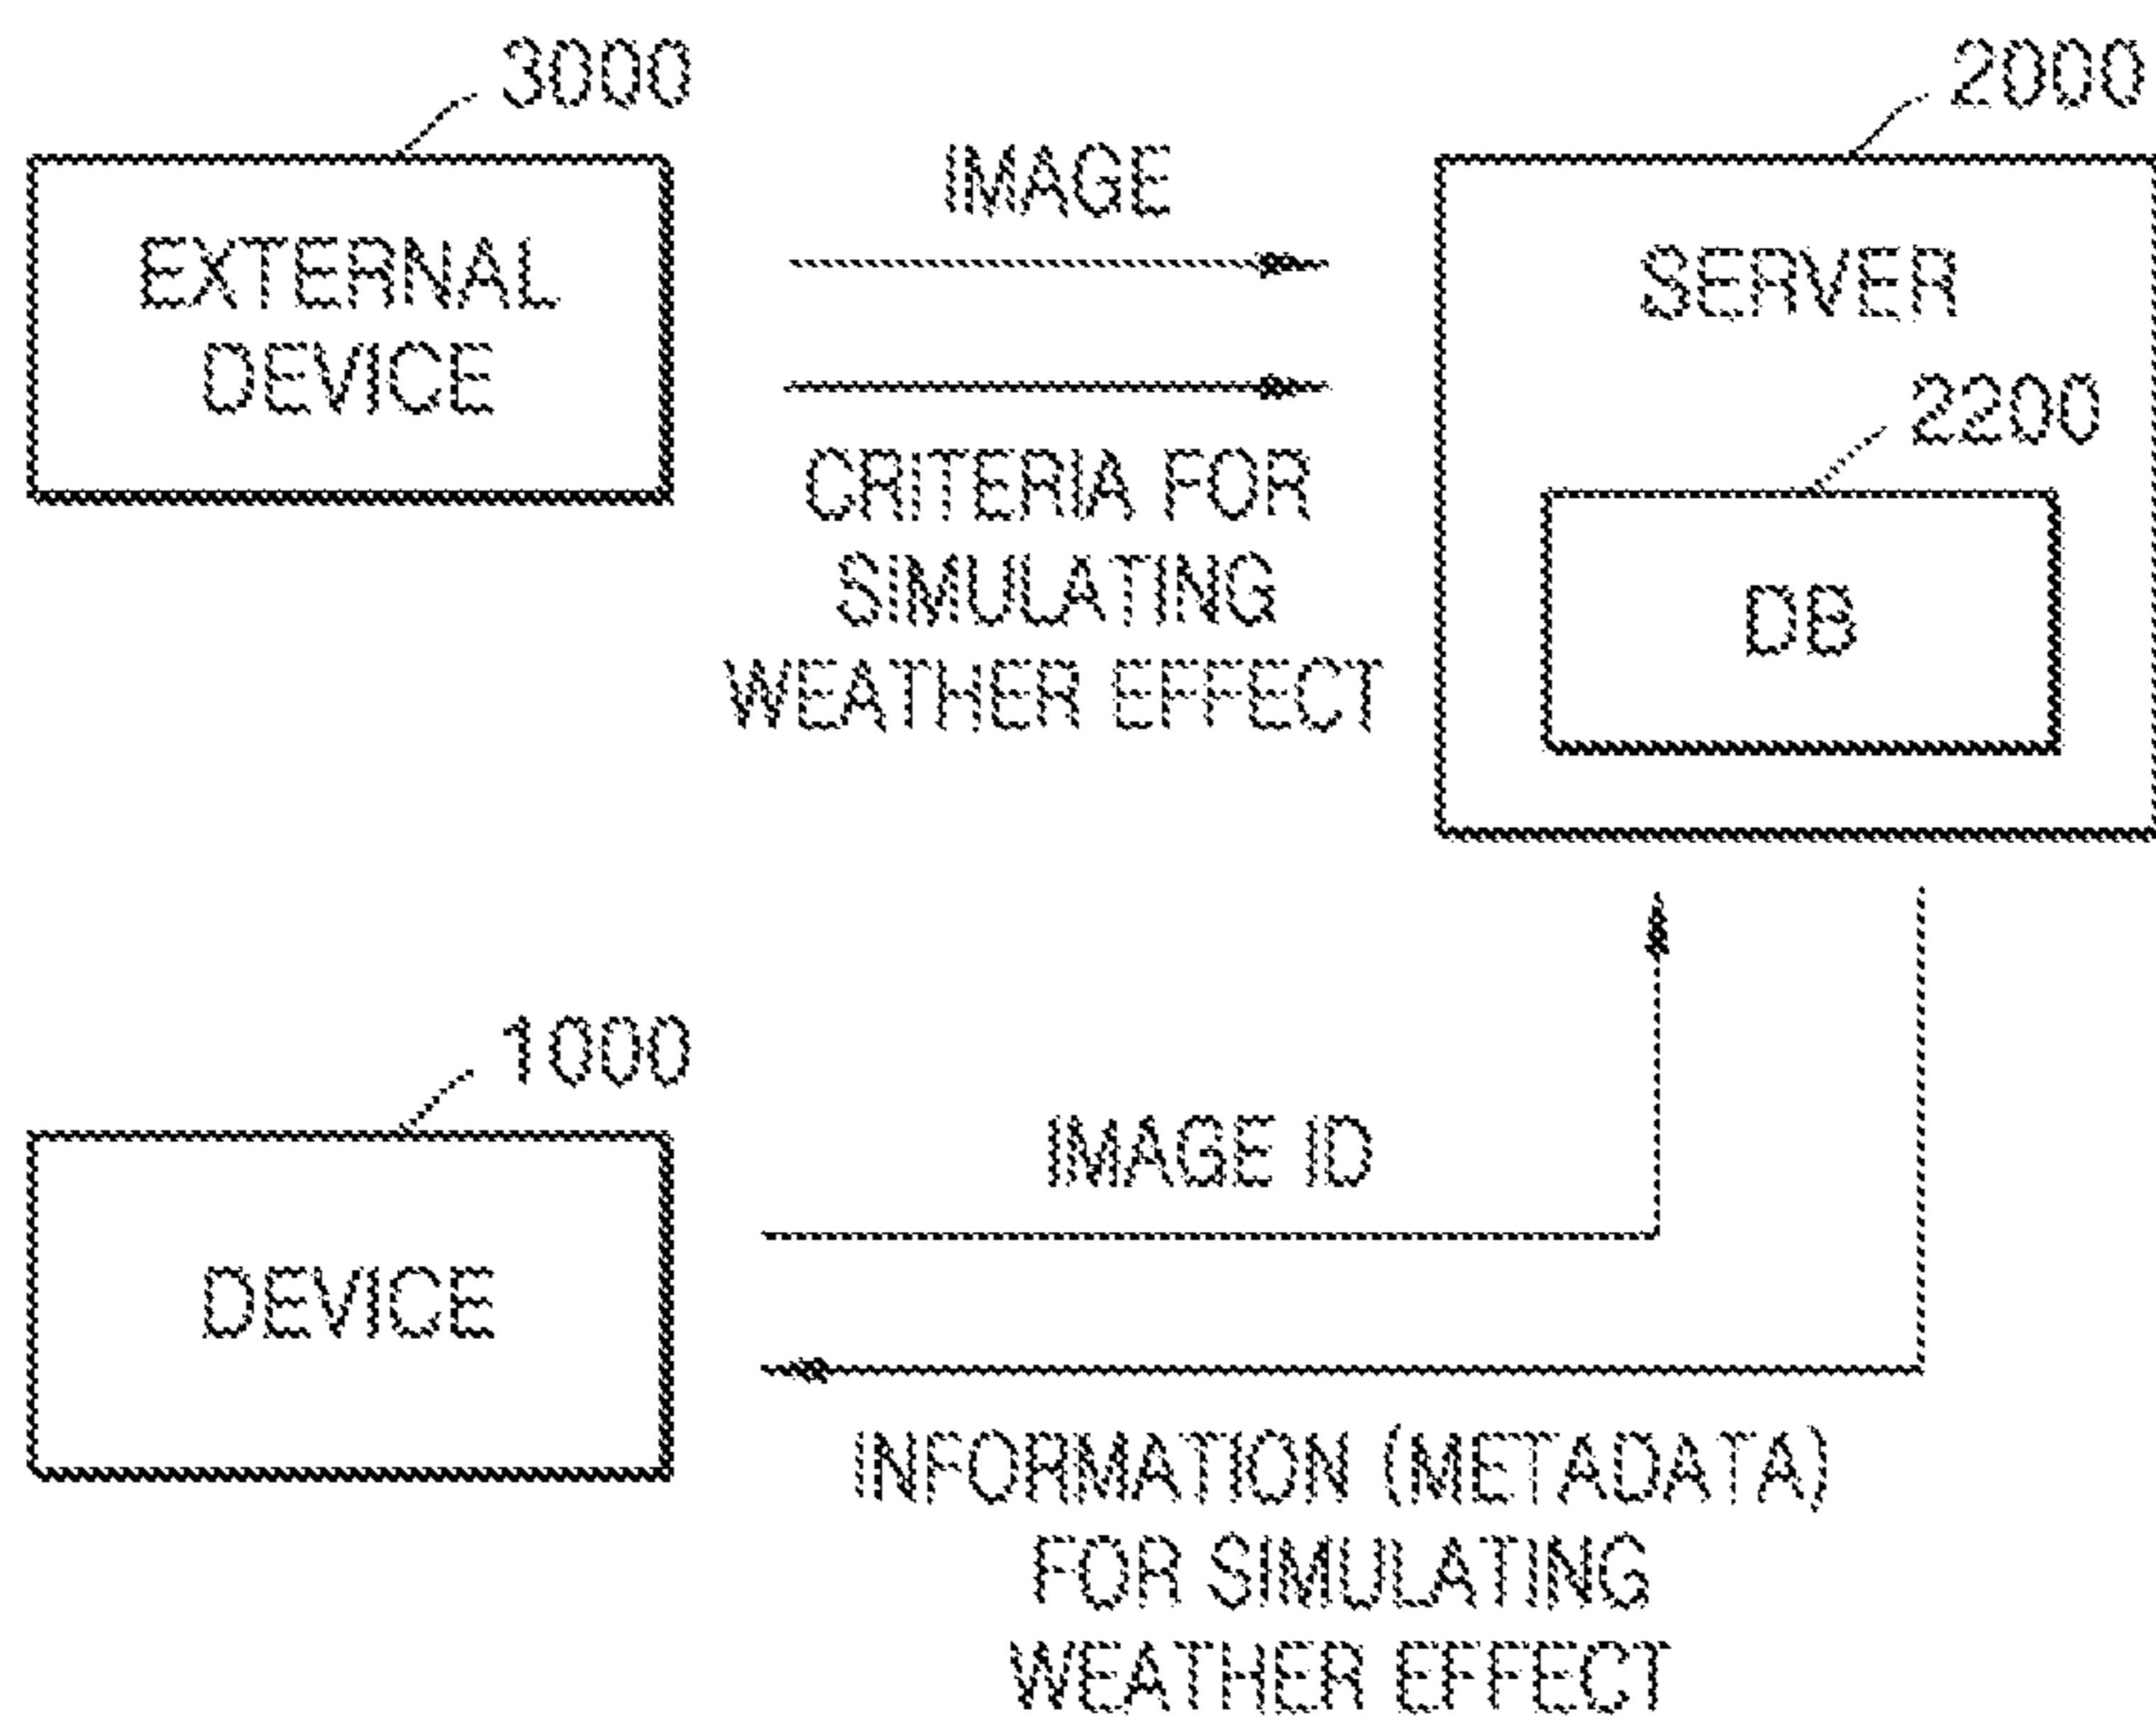 3000
2000
IMAGE
EXTERNAL
DEVICE
SERVER
2200
CRITERIA FOR
SIMULATING
WEATHER EFFECT
DB
1000
IMAGE ID
DEVICE
INFORMATION (METADATA)
FOR SIMULATING
WEATHER EFFECT